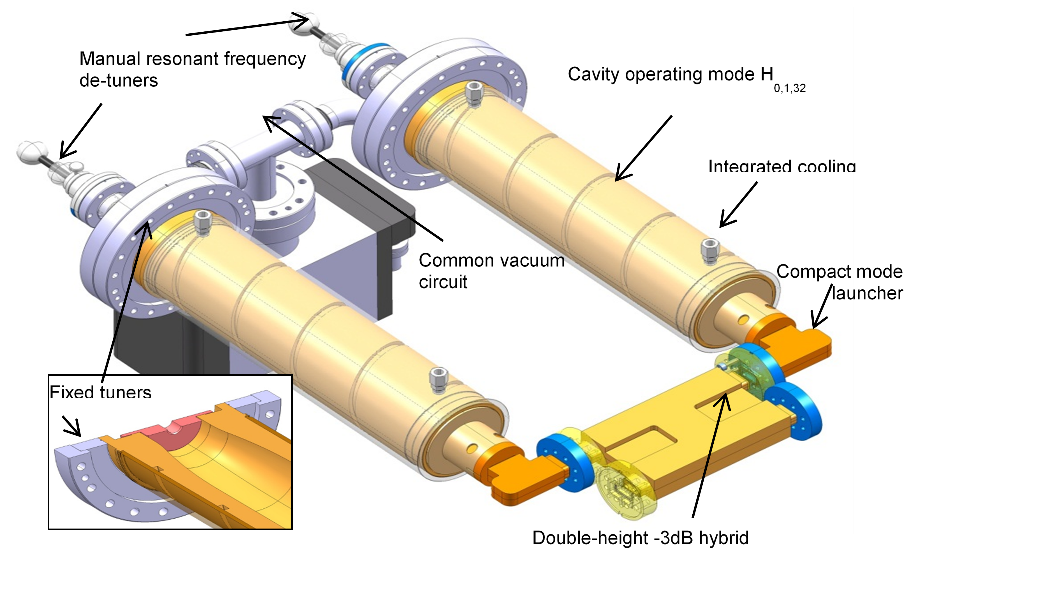 Manual resonant frequency
de-tuners
Cavity operating mode H0,1,32
Integrated cooling
Common vacuum
circuit
Compact mode
launcher
Fixed tuners
Double-height -3dB hybrid